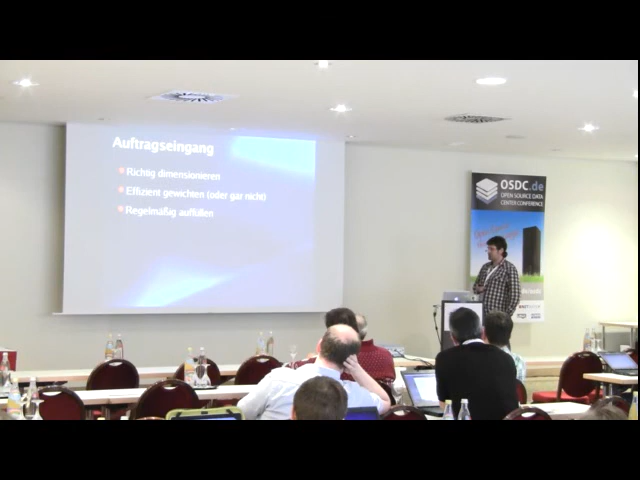 Auftragseingang
Richtig dimensionieren
Effizient gewichten (oder gar nicht)
Regelmäßig auffüllen
OSDC.de
OPEN SOURCE DATA
CENTER CONFERENCE